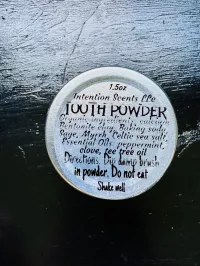 1.5oz
Intention Scents LLC
TOOTH POWDER
Organic ingredients: calcium,
Bentonite clay, Baking soda,
Sage, Myrrh, Celtic sea salt,
Essential Oils: peppermint,
clove, tee tree oil
Directions: Dip damp brush
in powder. Do not eat
Shake well